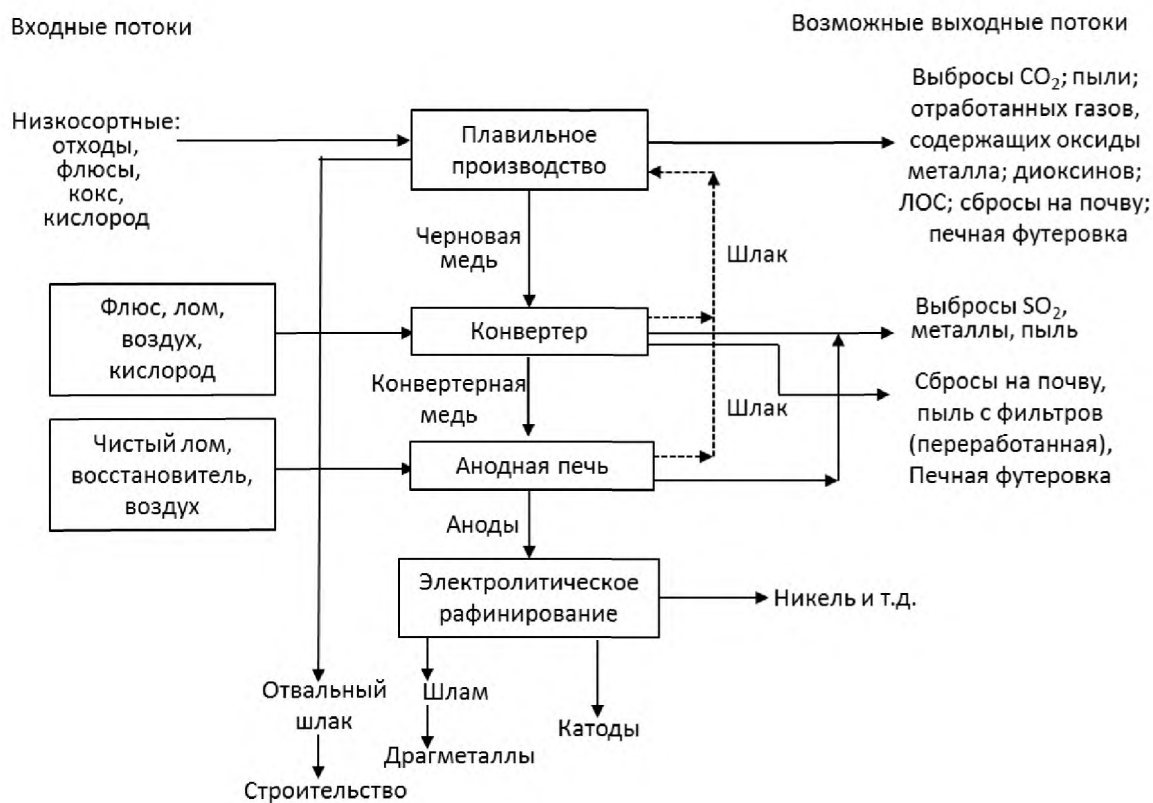 Входные потоки
Возможные выходные потоки
Низкосортные:
отходы,
флюсы,
кокс,
кислород
Плавильное
производство
Выбросы CO₂; пыли;
отработанных газов,
содержащих оксиды
металла; диоксинов;
ЛОС; сбросы на почву;
печная футеровка
Черновая
медь
Шлак
Флюс, лом,
воздух,
кислород
Конвертер
Выбросы SO₂,
металлы, пыль
Конвертерная
медь
Шлак
Сбросы на почву,
пыль с фильтров
(переработанная),
Печная футеровка
Чистый лом,
восстановитель,
воздух
Анодная печь
Аноды
Электролитическое
рафинирование
Никель и т.д.
Отвальный
шлак
Шлам
Катоды
Драгметаллы
Строительство